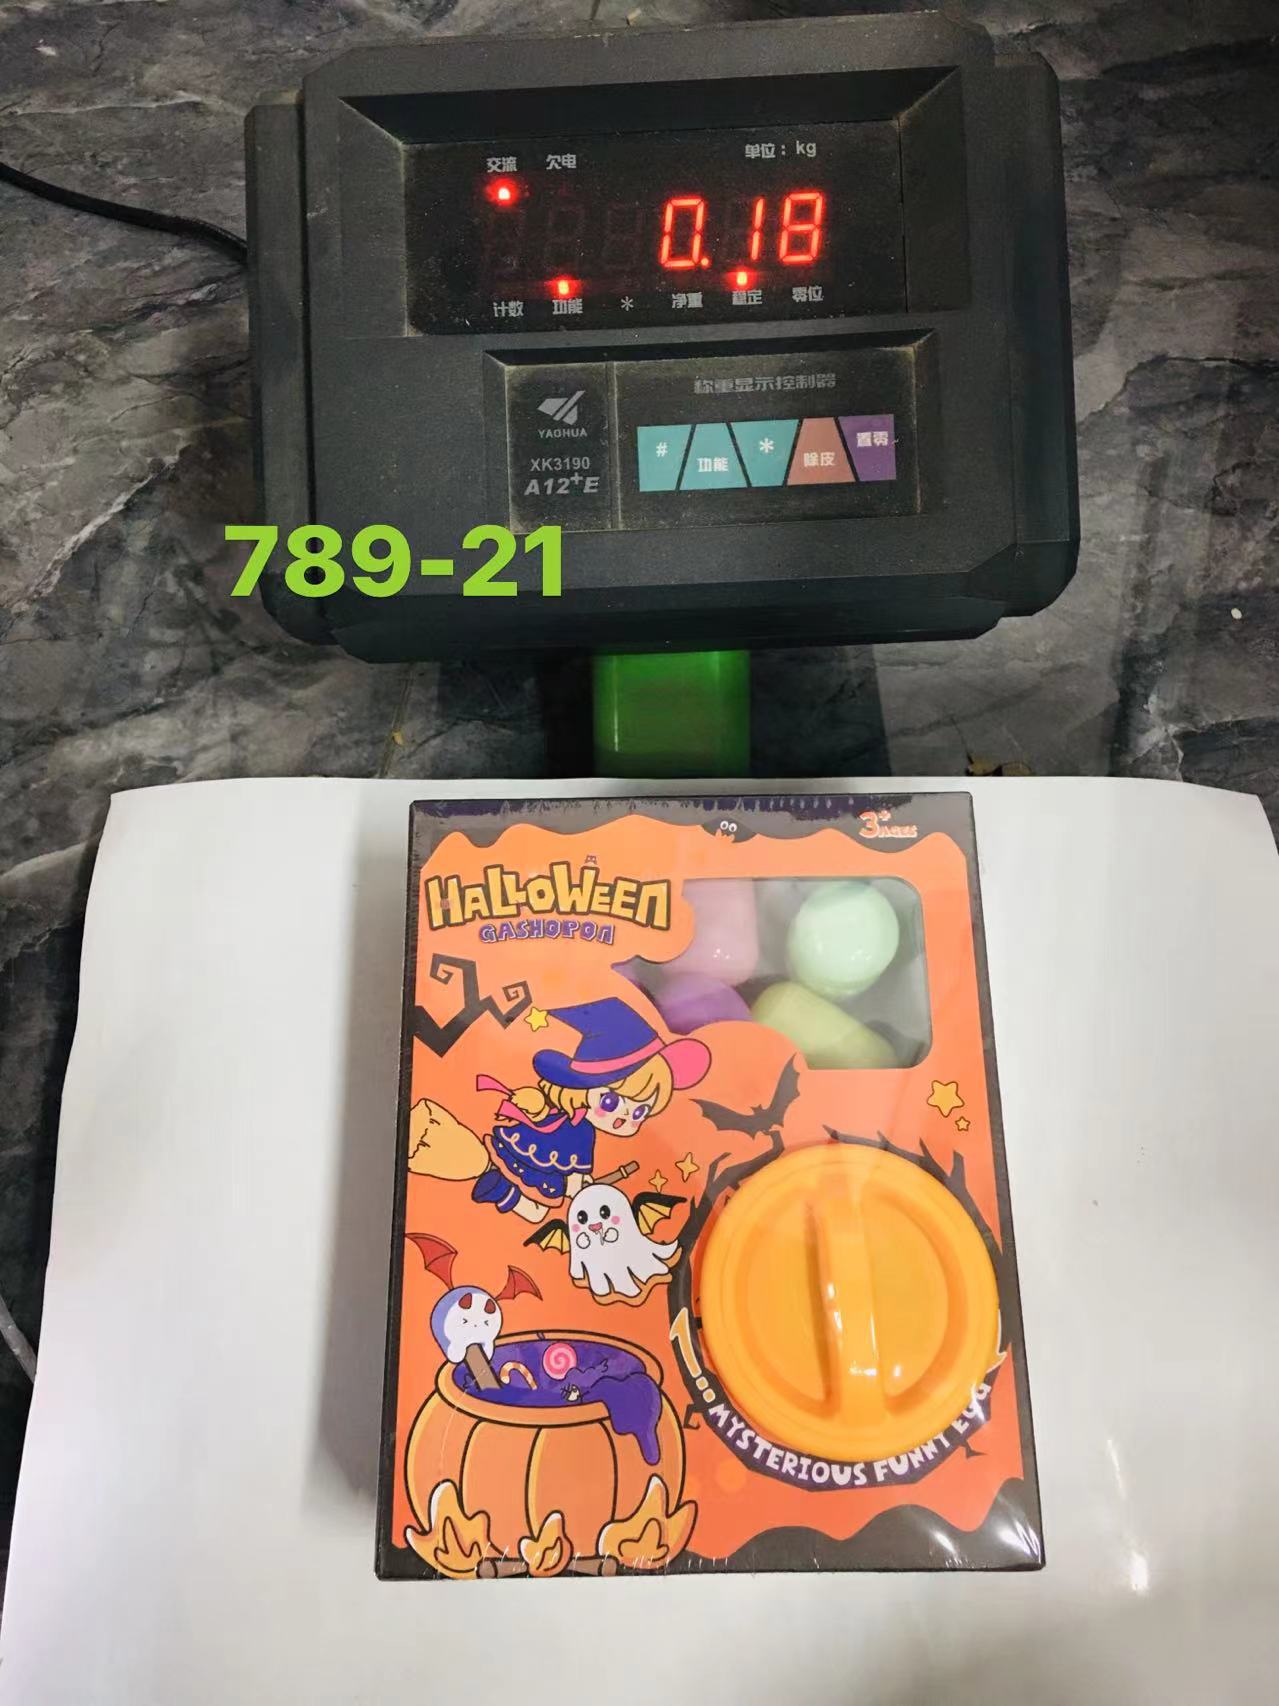 交流 欠电 单位：kg
0.18
计数 功能 * 净重 稳定 零位
称重显示控制器
YAOHUA
XK3190
A12+E
# 功能 * 除皮 置零
789-21
3+ AGES
HALLOWEEN
GASHOPON
MYSTERIOUS FUNNY EGG